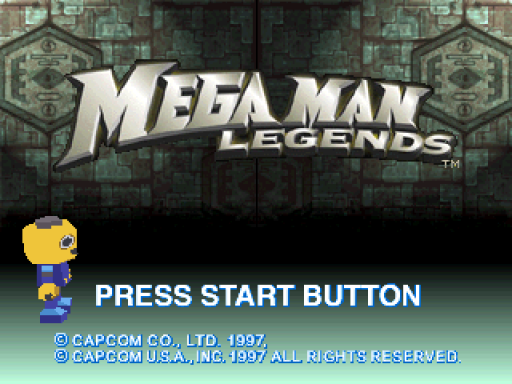 MEGA MAN
LEGENDS
TM
PRESS START BUTTON
© CAPCOM CO., LTD. 1997,
© CAPCOM U.S.A., INC. 1997 ALL RIGHTS RESERVED.